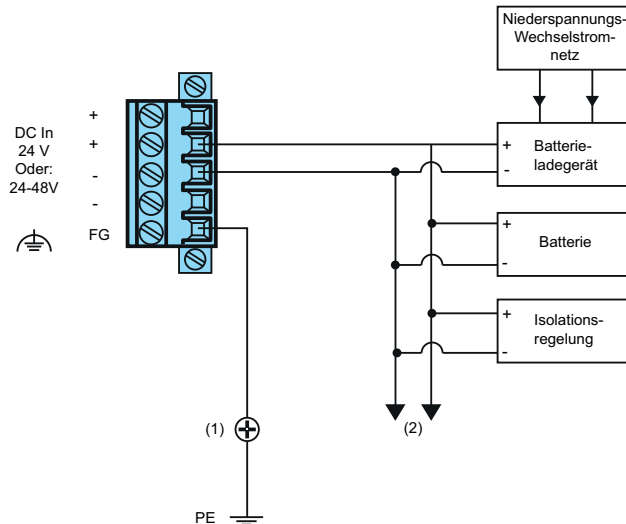 Niederspannungs-
Wechselstrom-
netz
DC In
24 V
Oder:
24-48V
+
+
-
-
FG
+
-
Batterie-
ladegerät
+
-
Batterie
+
-
Isolations-
regelung
(1)
(2)
PE